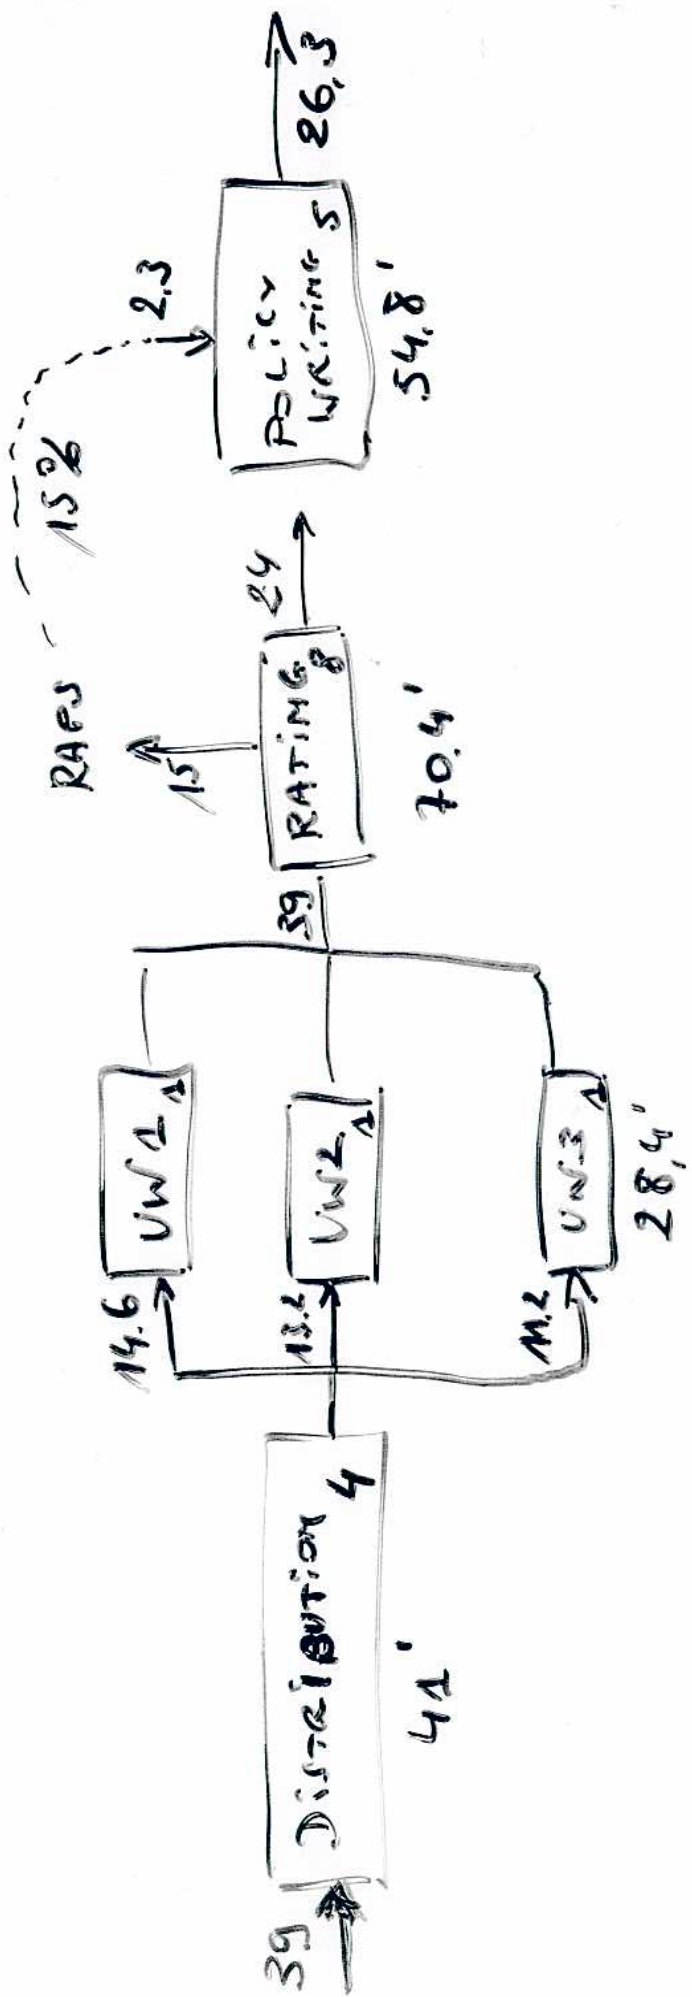 39
DISTRIBUTION
4
41'
14.6
13.2
11.2
UW1 1
UW2 1
UW3 1
28,4'
39
RATING
8
70.4'
15
RAPS
15%
24
2.3
POLICY
WRITING 5
54,8'
26,3